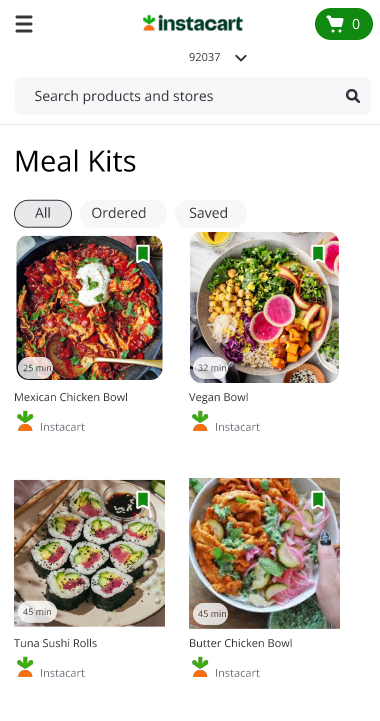 instacart
0
92037
Search products and stores
Meal Kits
All
Ordered
Saved
25 min
32 min
Mexican Chicken Bowl
Vegan Bowl
Instacart
Instacart
45 min
45 min
Tuna Sushi Rolls
Butter Chicken Bowl
Instacart
Instacart